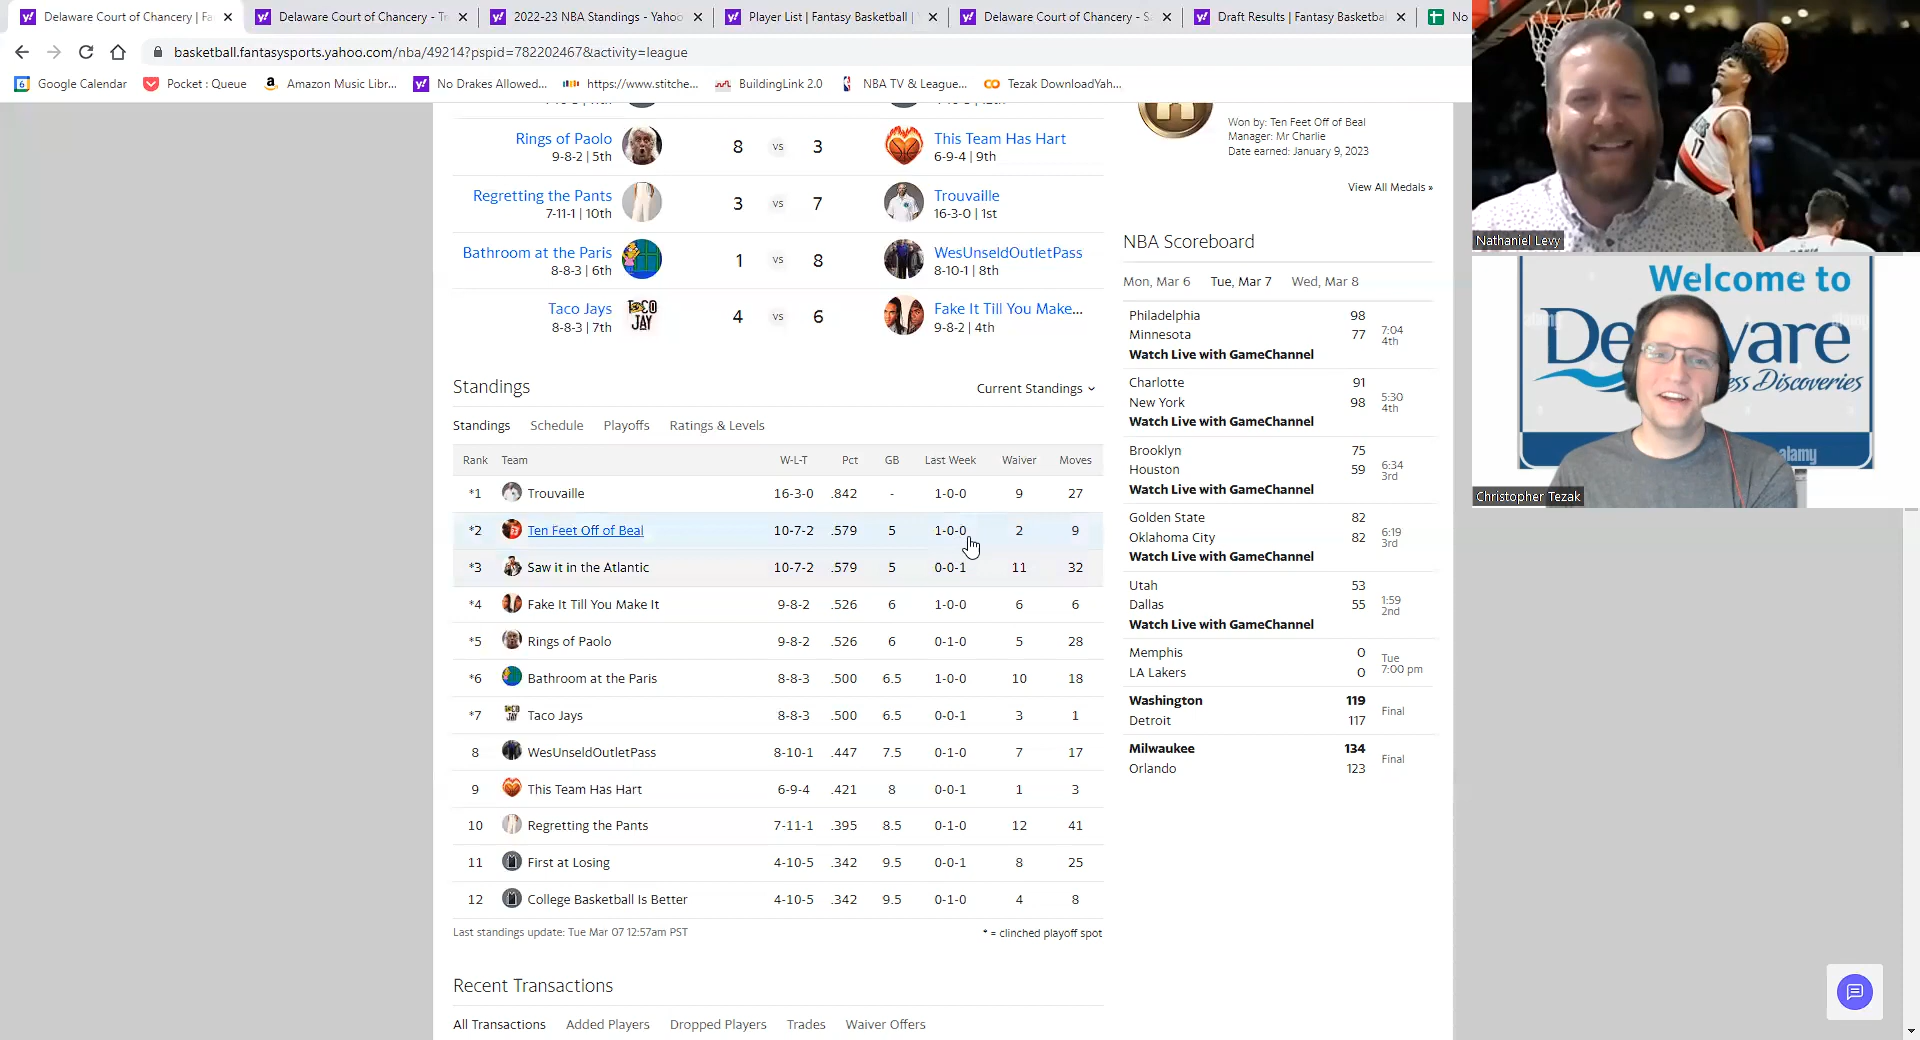 Delaware Court of Chancery | Fa
Delaware Court of Chancery - Tr
2022-23 NBA Standings - Yahoo
Player List | Fantasy Basketball |
Delaware Court of Chancery - S
Draft Results | Fantasy Basketba
No
basketball.fantasysports.yahoo.com/nba/49214?pspid=782202467&activity=league
Google Calendar
Pocket : Queue
Amazon Music Libr...
No Drakes Allowed...
https://www.stitche...
BuildingLink 2.0
NBA TV & League...
Tezak DownloadYah...
Rings of Paolo
9-8-2 | 5th
8 vs 3
This Team Has Hart
6-9-4 | 9th
Regretting the Pants
7-11-1 | 10th
3 vs 7
Trouvaille
16-3-0 | 1st
Bathroom at the Paris
8-8-3 | 6th
1 vs 8
WesUnseldOutletPass
8-10-1 | 8th
Taco Jays
8-8-3 | 7th
TACO JAY
4 vs 6
Fake It Till You Make...
9-8-2 | 4th
Standings
Current Standings
Standings Schedule Playoffs Ratings & Levels
Rank Team W-L-T Pct GB Last Week Waiver Moves
*1 Trouvaille 16-3-0 .842 - 1-0-0 9 27
*2 Ten Feet Off of Beal 10-7-2 .579 5 1-0-0 2 9
*3 Saw it in the Atlantic 10-7-2 .579 5 0-0-1 11 32
*4 Fake It Till You Make It 9-8-2 .526 6 1-0-0 6 6
*5 Rings of Paolo 9-8-2 .526 6 0-1-0 5 28
*6 Bathroom at the Paris 8-8-3 .500 6.5 1-0-0 10 18
*7 Taco Jays 8-8-3 .500 6.5 0-0-1 3 1
8 WesUnseldOutletPass 8-10-1 .447 7.5 0-1-0 7 17
9 This Team Has Hart 6-9-4 .421 8 0-0-1 1 3
10 Regretting the Pants 7-11-1 .395 8.5 0-1-0 12 41
11 First at Losing 4-10-5 .342 9.5 0-0-1 8 25
12 College Basketball Is Better 4-10-5 .342 9.5 0-1-0 4 8
Last standings update: Tue Mar 07 12:57am PST
* = clinched playoff spot
Recent Transactions
All Transactions Added Players Dropped Players Trades Waiver Offers
Won by: Ten Feet Off of Beal
Manager: Mr Charlie
Date earned: January 9, 2023
View All Medals »
NBA Scoreboard
Mon, Mar 6 Tue, Mar 7 Wed, Mar 8
Philadelphia 98
Minnesota 77
7:04
4th
Watch Live with GameChannel
Charlotte 91
New York 98
5:30
4th
Watch Live with GameChannel
Brooklyn 75
Houston 59
6:34
3rd
Watch Live with GameChannel
Golden State 82
Oklahoma City 82
6:19
3rd
Watch Live with GameChannel
Utah 53
Dallas 55
1:59
2nd
Watch Live with GameChannel
Memphis 0
LA Lakers 0
Tue
7:00 pm
Washington 119
Detroit 117
Final
Milwaukee 134
Orlando 123
Final
17
Nathaniel Levy
Welcome to
De ware
ess Discoveries
alamy
Christopher Tezak